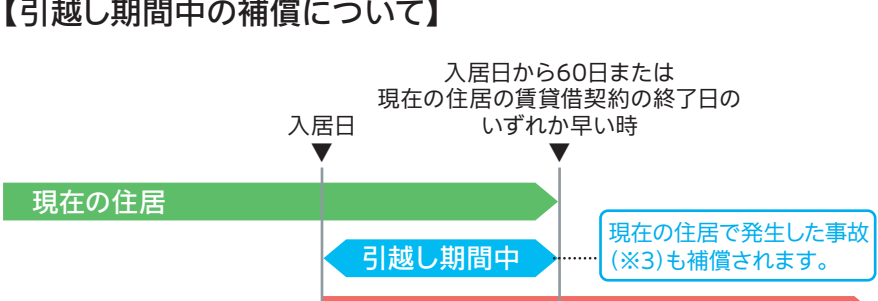 【引越し期間中の補償について】
入居日から60日または
現在の住居の賃貸借契約の終了日の
いずれか早い時
入居日
現在の住居
引越し期間中
現在の住居で発生した事故
(※3)も補償されます。